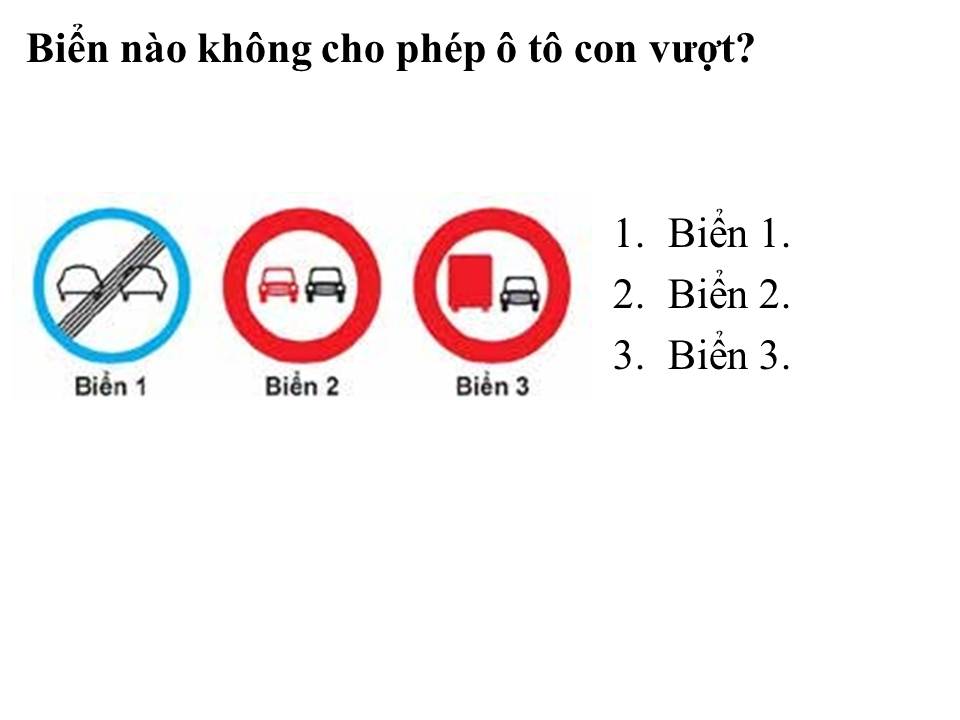 Biển nào không cho phép ô tô con vượt?
Biển 1 Biển 2 Biển 3
1. Biển 1.
2. Biển 2.
3. Biển 3.